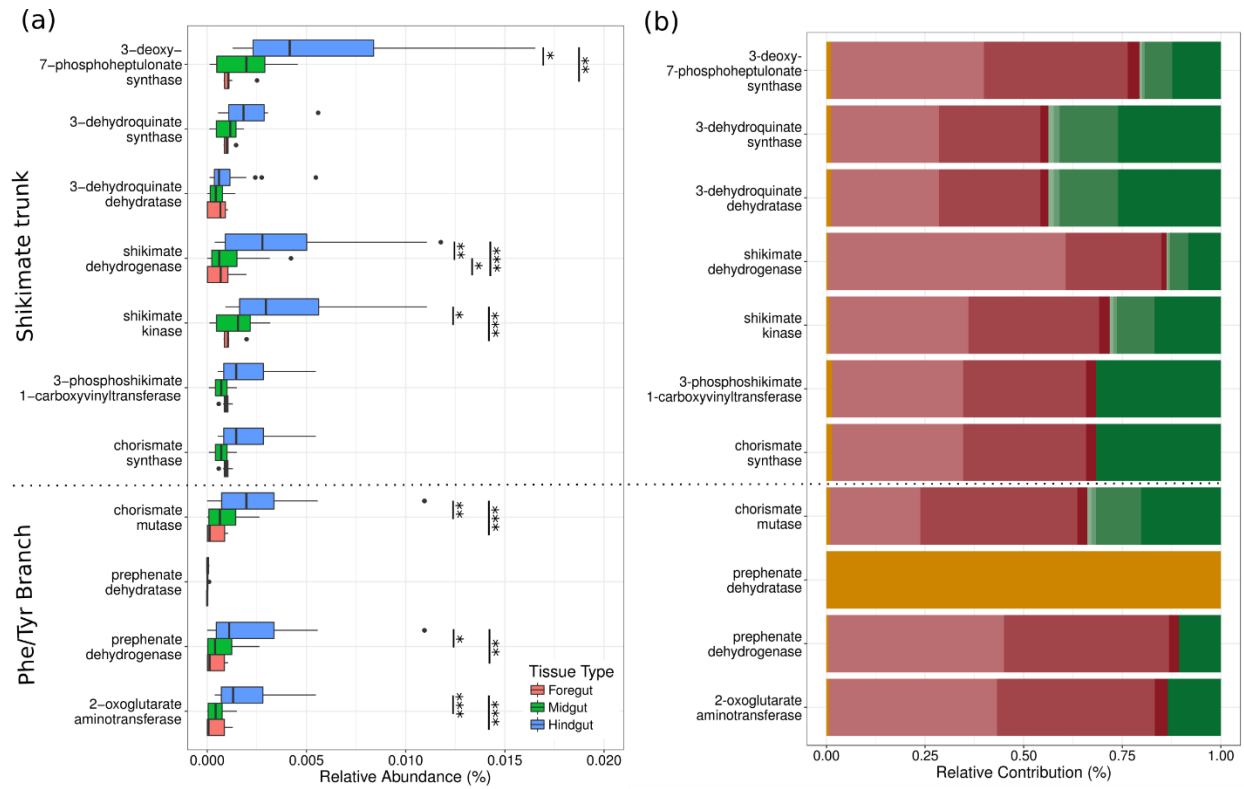 (a)
Shikimate trunk
Phe/Tyr Branch
3−deoxy−
7−phosphoheptulonate
synthase
3−dehydroquinate
synthase
3−dehydroquinate
dehydratase
shikimate
dehydrogenase
shikimate
kinase
3−phosphoshikimate
1−carboxyvinyltransferase
chorismate
synthase
chorismate
mutase
prephenate
dehydratase
prephenate
dehydrogenase
2−oxoglutarate
aminotransferase
*
**
**
*
***
*
***
**
***
*
**
***
***
Tissue Type
Foregut
Midgut
Hindgut
0.000
0.005
0.010
0.015
0.020
Relative Abundance (%)
(b)
3-deoxy-
7-phosphoheptulonate
synthase
3-dehydroquinate
synthase
3-dehydroquinate
dehydratase
shikimate
dehydrogenase
shikimate
kinase
3-phosphoshikimate
1-carboxyvinyltransferase
chorismate
synthase
chorismate
mutase
prephenate
dehydratase
prephenate
dehydrogenase
2-oxoglutarate
aminotransferase
0.00
0.25
0.50
0.75
1.00
Relative Contribution (%)